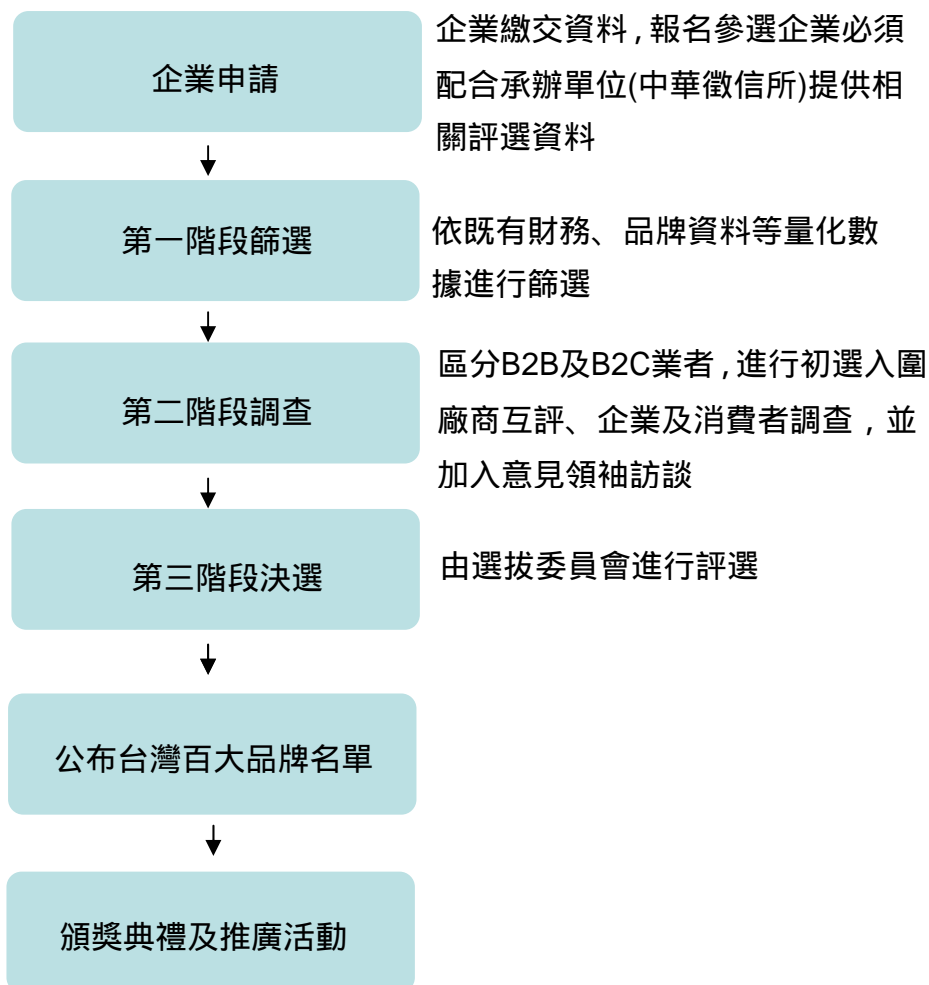 企業申請
企業繳交資料,報名參選企業必須
配合承辦單位(中華徵信所)提供相
關評選資料
第一階段篩選
依既有財務、品牌資料等量化數
據進行篩選
第二階段調查
區分B2B及B2C業者,進行初選入圍
廠商互評、企業及消費者調查,並
加入意見領袖訪談
第三階段決選
由選拔委員會進行評選
公布台灣百大品牌名單
頒獎典禮及推廣活動